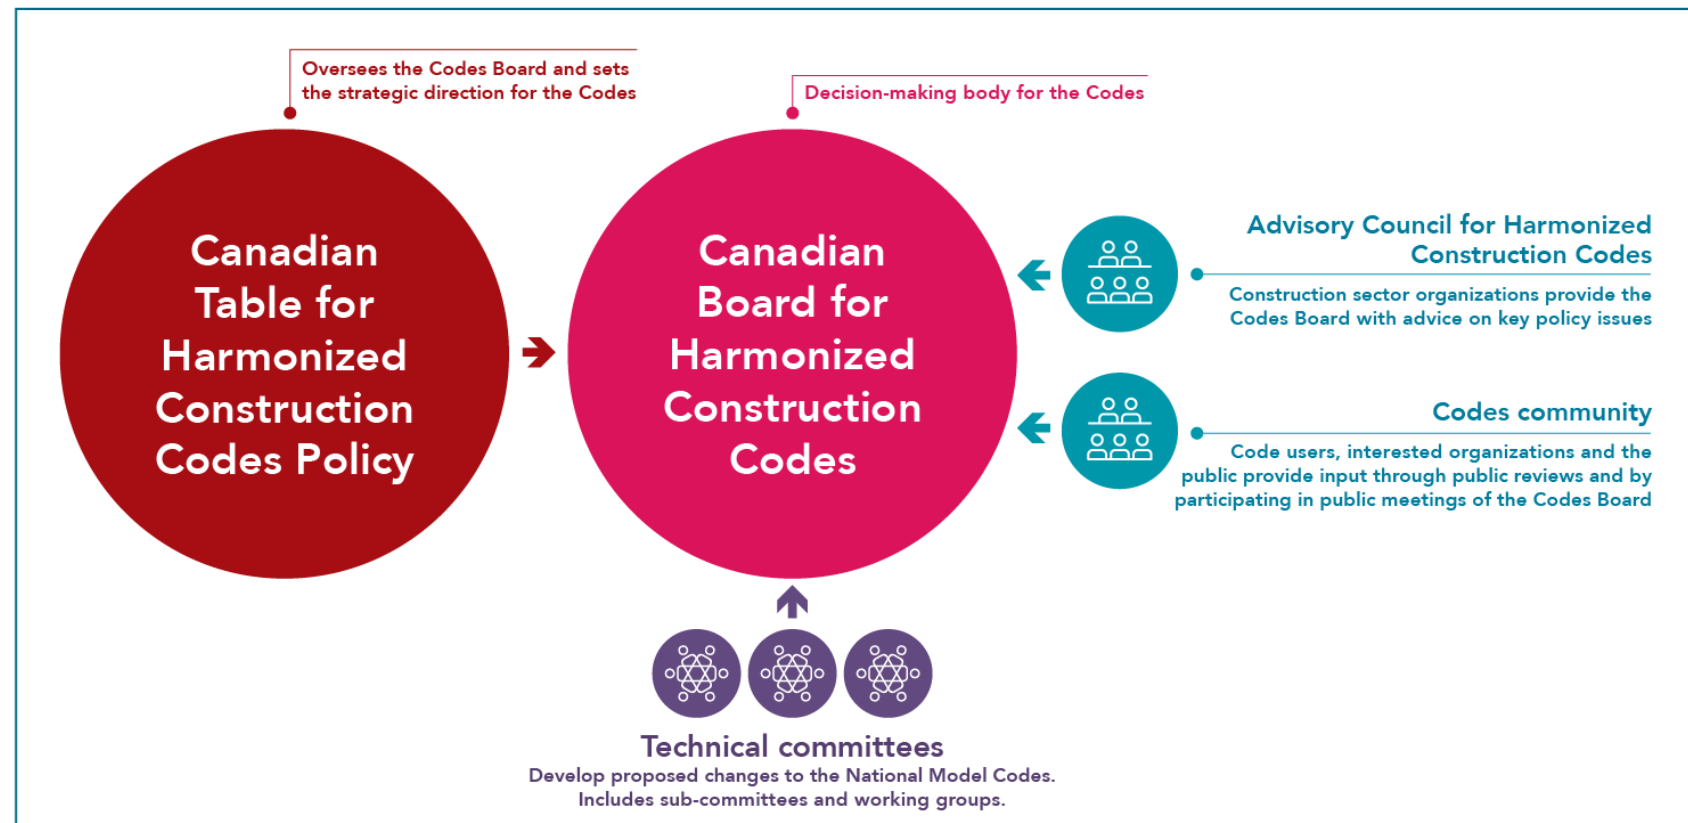 Oversees the Codes Board and sets
the strategic direction for the Codes
Canadian
Table for
Harmonized
Construction
Codes Policy
Decision-making body for the Codes
Canadian
Board for
Harmonized
Construction
Codes
Advisory Council for Harmonized
Construction Codes
Construction sector organizations provide the
Codes Board with advice on key policy issues
Codes community
Code users, interested organizations and the
public provide input through public reviews and by
participating in public meetings of the Codes Board
Technical committees
Develop proposed changes to the National Model Codes.
Includes sub-committees and working groups.